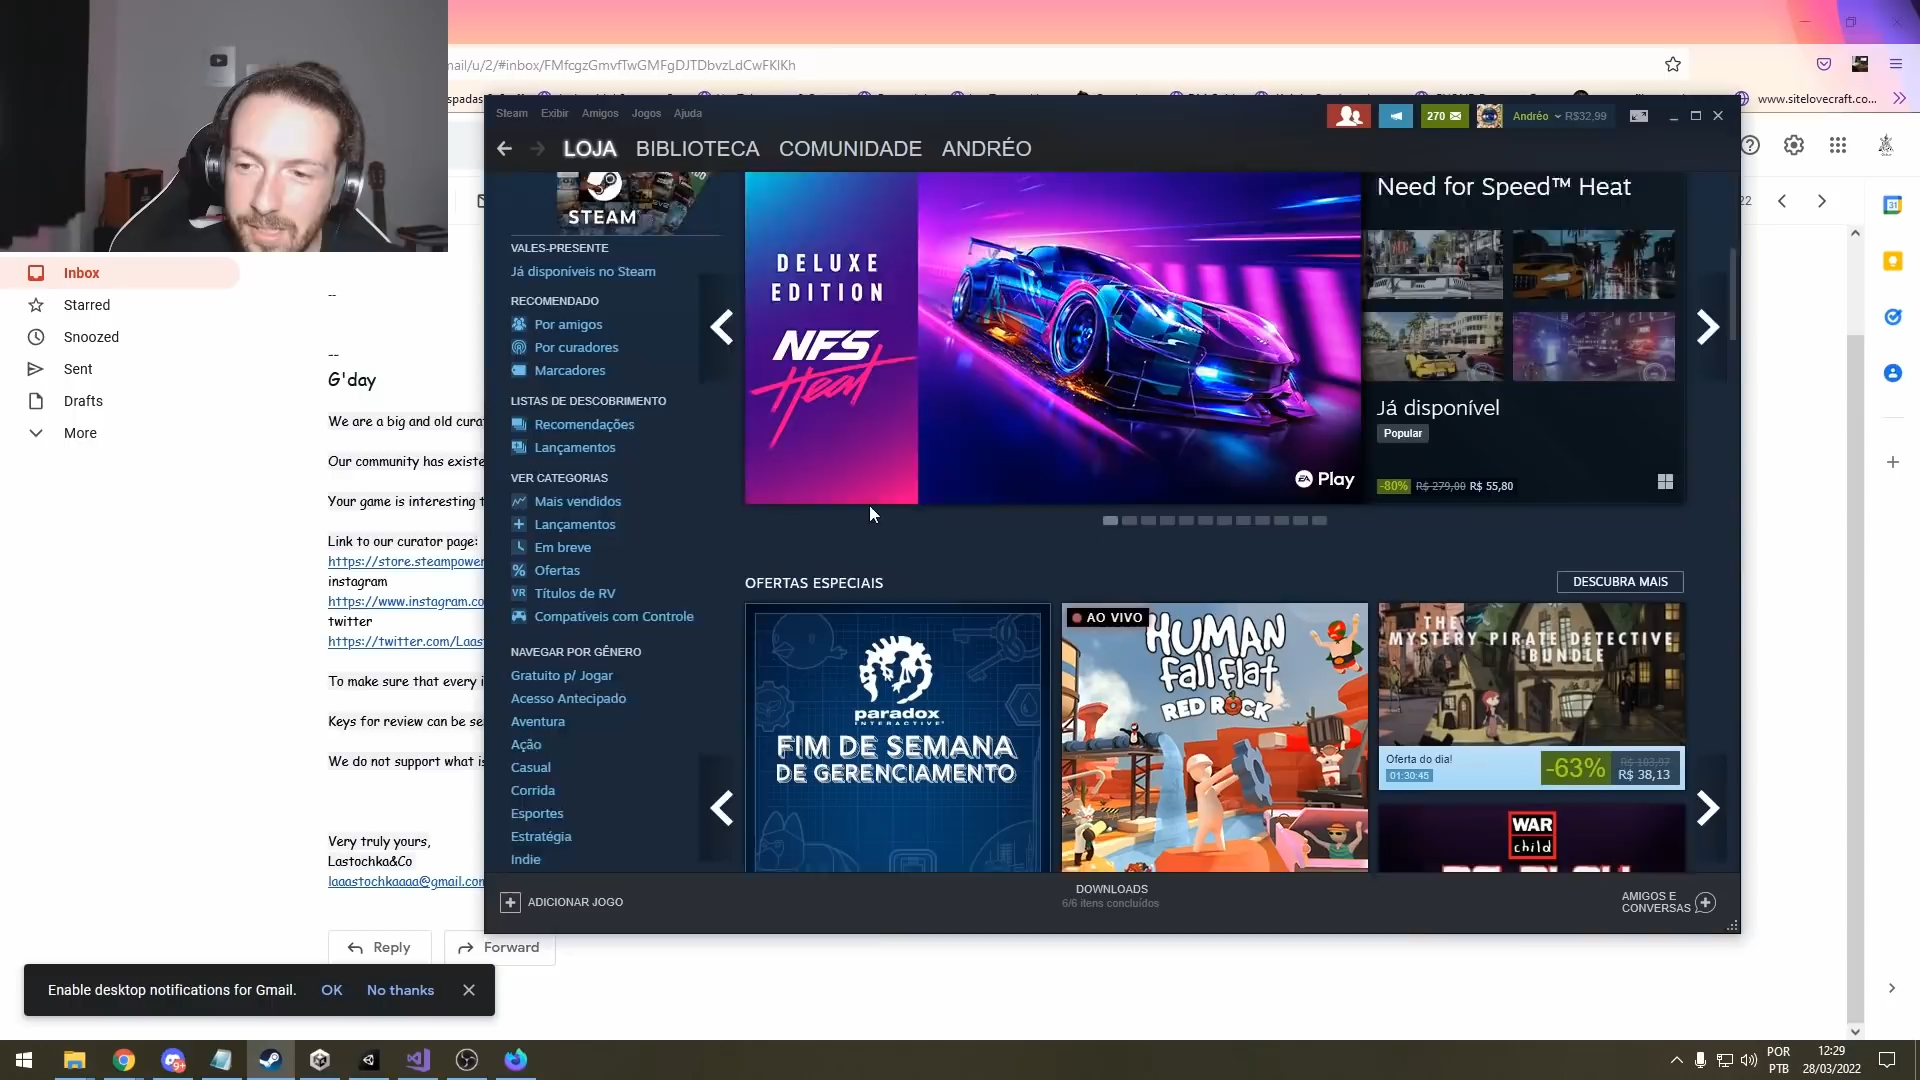 mail/u/2/#inbox/FMfcgzGmvfTwGMFgDJTDbvzLdCwFKlKh
www.sitelovecraft.co...
Steam Exibir Amigos Jogos Ajuda
270
Andréo R$32,99
LOJA BIBLIOTECA COMUNIDADE ANDRÉO
STEAM
VALES-PRESENTE
Já disponíveis no Steam
RECOMENDADO
Por amigos
Por curadores
Marcadores
LISTAS DE DESCOBRIMENTO
Recomendações
Lançamentos
VER CATEGORIAS
Mais vendidos
Lançamentos
Em breve
Ofertas
VR Títulos de RV
Compatíveis com Controle
NAVEGAR POR GÊNERO
Gratuito p/ Jogar
Acesso Antecipado
Aventura
Ação
Casual
Corrida
Esportes
Estratégia
Indie
DELUXE
EDITION
NFS
Heat
EA Play
Need for Speed™ Heat
Já disponível
Popular
-80% R$ 279,00 R$ 55,80
OFERTAS ESPECIAIS
DESCUBRA MAIS
paradox
INTERACTIVE
FIM DE SEMANA
DE GERENCIAMENTO
AO VIVO
HUMAN
fall flat
RED ROCK
THE
MYSTERY PIRATE DETECTIVE
BUNDLE
Oferta do dia!
01:30:45
-63%
R$ 103,97
R$ 38,13
WAR
child
ADICIONAR JOGO
DOWNLOADS
6/6 itens concluídos
AMIGOS E
CONVERSAS
Inbox
Starred
Snoozed
Sent
Drafts
More
22
31
--
--
G'day
We are a big and old cura
Our community has existe
Your game is interesting t
Link to our curator page:
https://store.steampower
instagram
https://www.instagram.co
twitter
https://twitter.com/Laas
To make sure that every i
Keys for review can be se
We do not support what is
Very truly yours,
Lastochka&Co
laaastochkaaaa@gmail.com
Reply
Forward
Enable desktop notifications for Gmail. OK No thanks
9+
POR
PTB
12:29
28/03/2022